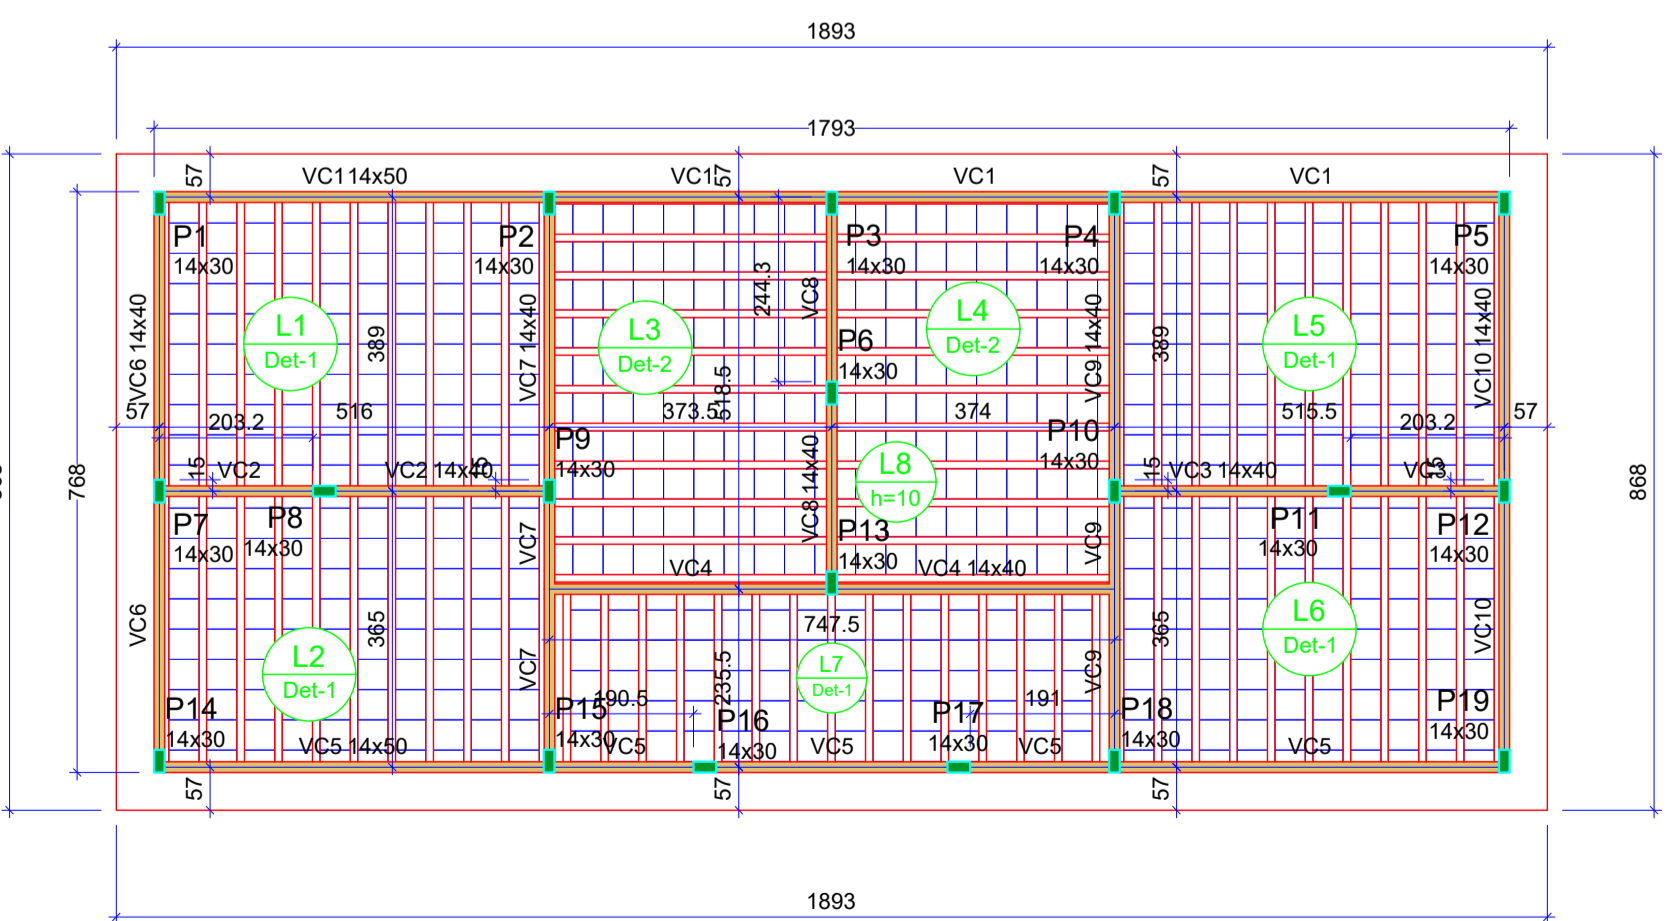 1893
1793
57
VC1 14x50
VC1
57
VC1
57
VC1
P1
14x30
P2
14x30
P3
14x30
P4
14x30
P5
14x30
VC6 14x40
L1
Det-1
389
VC7 14x40
L3
Det-2
244.3
VC8
L4
Det-2
VC9 14x40
389
L5
Det-1
VC10 14x40
P6
14x30
57
203.2
516
373.5
518.5
374
515.5
203.2
57
768
15
VC2
VC2 14x40
15
P9
14x30
VC8 14x40
L8
h=10
P10
14x30
15
VC3 14x40
VC3
15
868
P7
14x30
P8
14x30
VC7
P13
14x30
VC9
P11
14x30
P12
14x30
VC4
VC4 14x40
VC6
365
747.5
365
L6
Det-1
VC10
L2
Det-1
VC7
235.5
L7
Det-1
VC9
P14
14x30
P15
14x30
190.5
P16
14x30
P17
14x30
191
P18
14x30
P19
14x30
VC5 14x50
VC5
VC5
VC5
VC5
57
57
57
1893